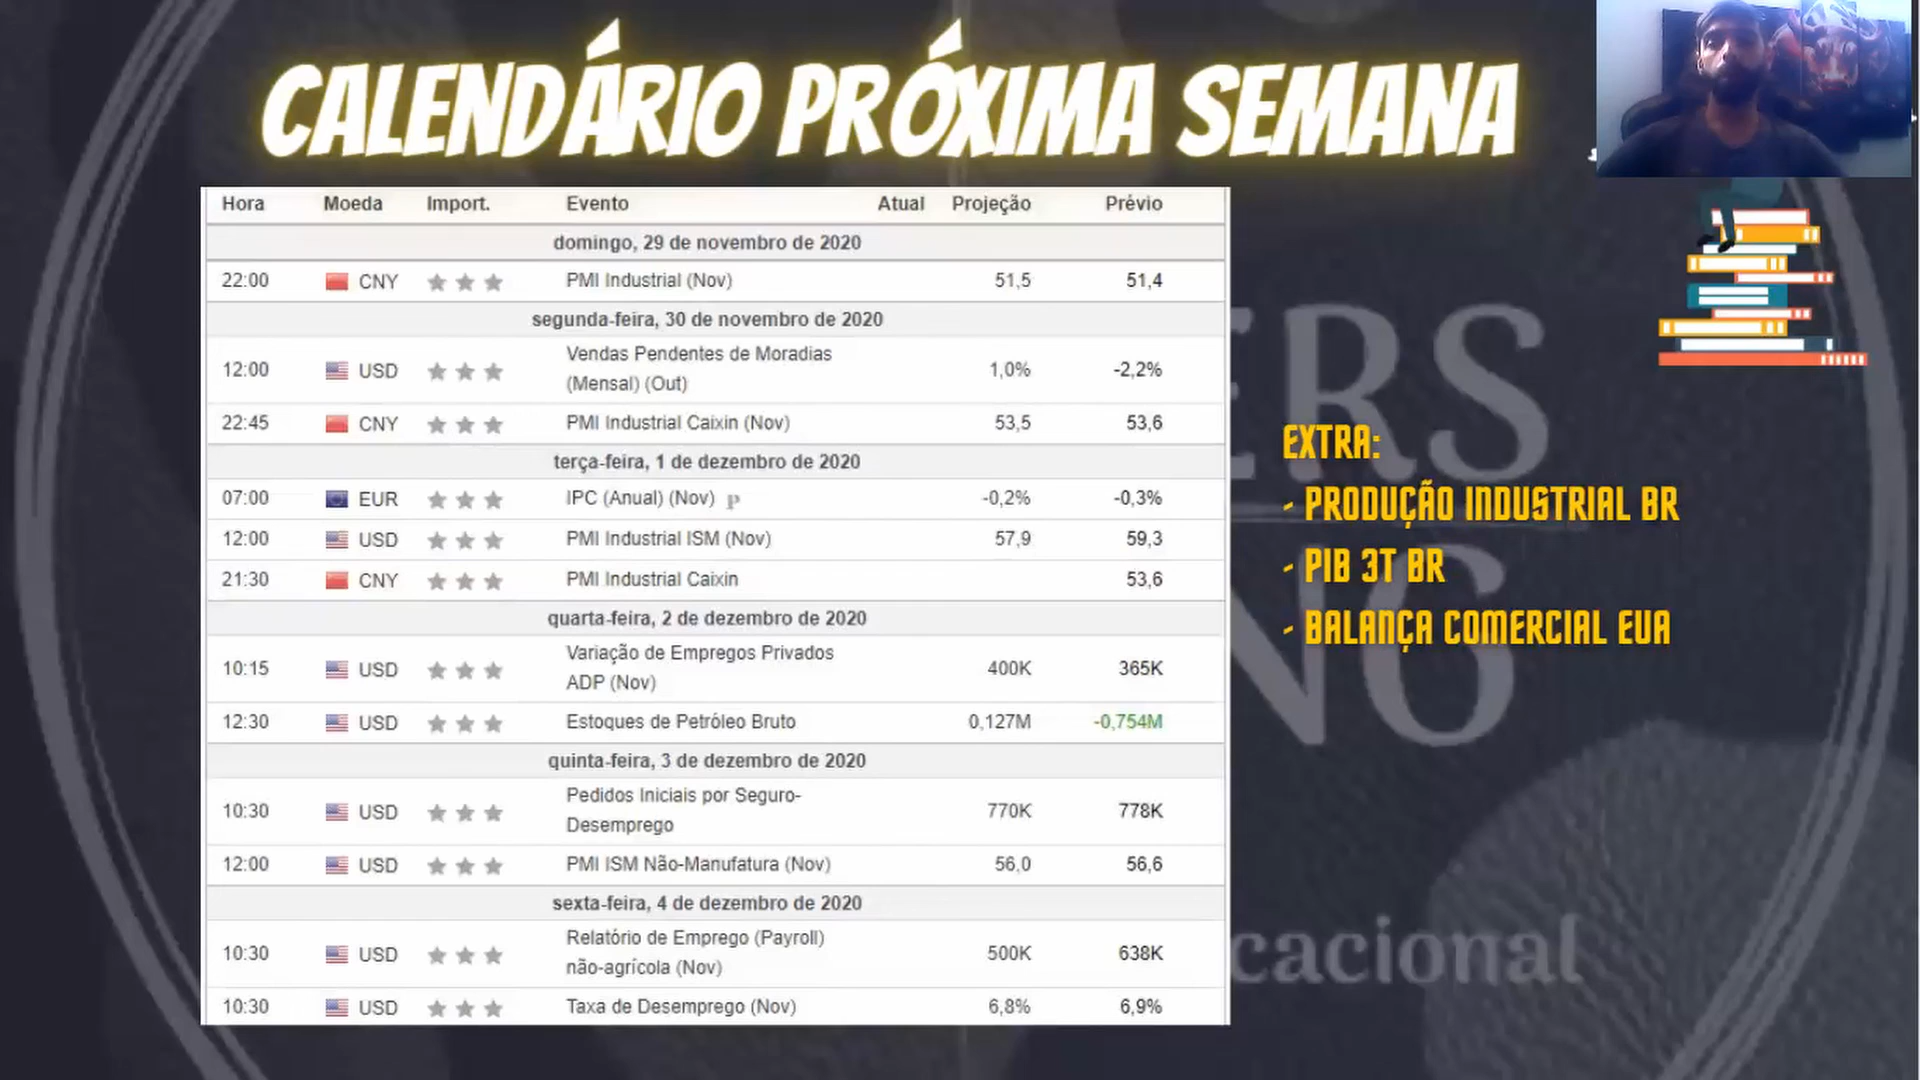 CALENDÁRIO PRÓXIMA SEMANA
Hora Moeda Import. Evento Atual Projeção Prévio
domingo, 29 de novembro de 2020
22:00 CNY PMI Industrial (Nov) 51,5 51,4
segunda-feira, 30 de novembro de 2020
12:00 USD Vendas Pendentes de Moradias (Mensal) (Out) 1,0% -2,2%
22:45 CNY PMI Industrial Caixin (Nov) 53,5 53,6
terça-feira, 1 de dezembro de 2020
07:00 EUR IPC (Anual) (Nov) P -0,2% -0,3%
12:00 USD PMI Industrial ISM (Nov) 57,9 59,3
21:30 CNY PMI Industrial Caixin 53,6
quarta-feira, 2 de dezembro de 2020
10:15 USD Variação de Empregos Privados ADP (Nov) 400K 365K
12:30 USD Estoques de Petróleo Bruto 0,127M -0,754M
quinta-feira, 3 de dezembro de 2020
10:30 USD Pedidos Iniciais por Seguro-Desemprego 770K 778K
12:00 USD PMI ISM Não-Manufatura (Nov) 56,0 56,6
sexta-feira, 4 de dezembro de 2020
10:30 USD Relatório de Emprego (Payroll) não-agrícola (Nov) 500K 638K
10:30 USD Taxa de Desemprego (Nov) 6,8% 6,9%
EXTRA:
- PRODUÇÃO INDUSTRIAL BR
- PIB 3T BR
- BALANÇA COMERCIAL EUA